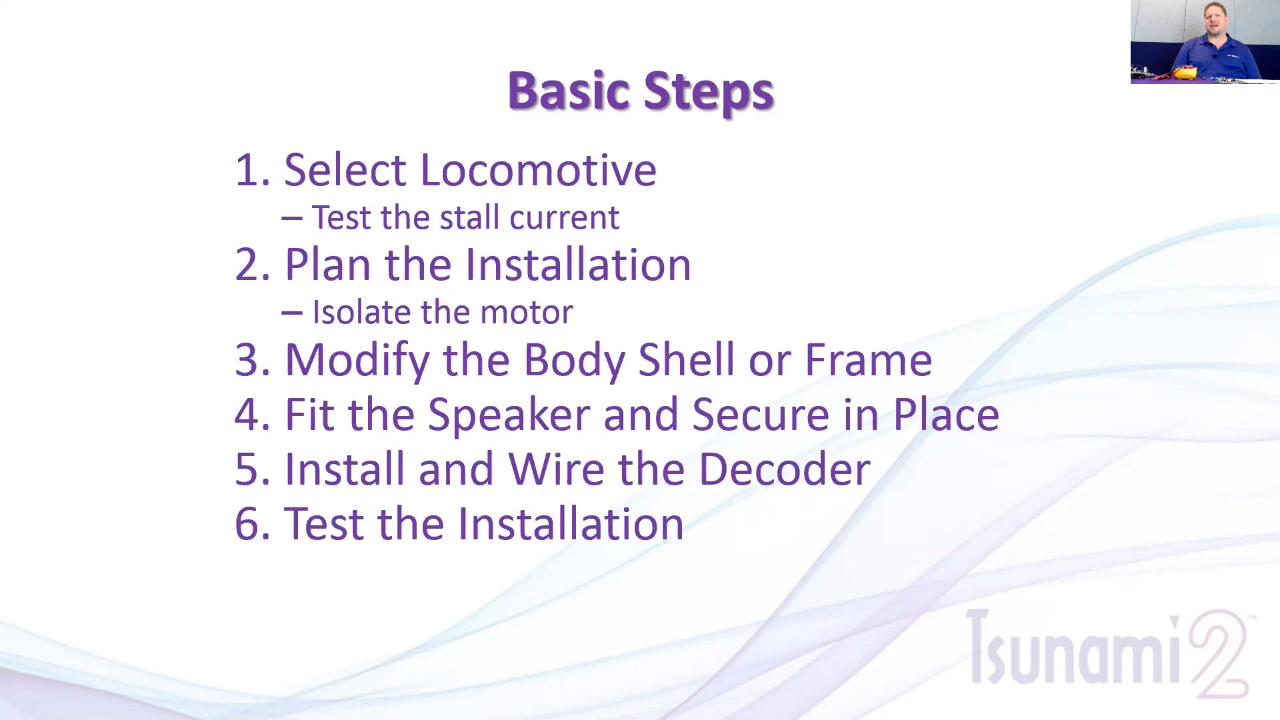 Basic Steps
1. Select Locomotive
– Test the stall current
2. Plan the Installation
– Isolate the motor
3. Modify the Body Shell or Frame
4. Fit the Speaker and Secure in Place
5. Install and Wire the Decoder
6. Test the Installation
Tsunami2™